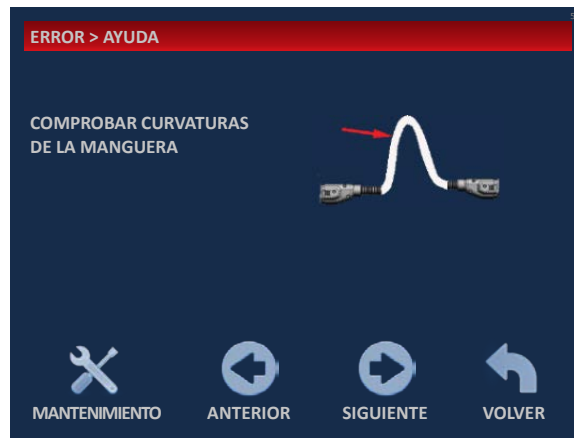 ERROR > AYUDA
COMPROBAR CURVATURAS
DE LA MANGUERA
MANTENIMIENTO ANTERIOR SIGUIENTE VOLVER